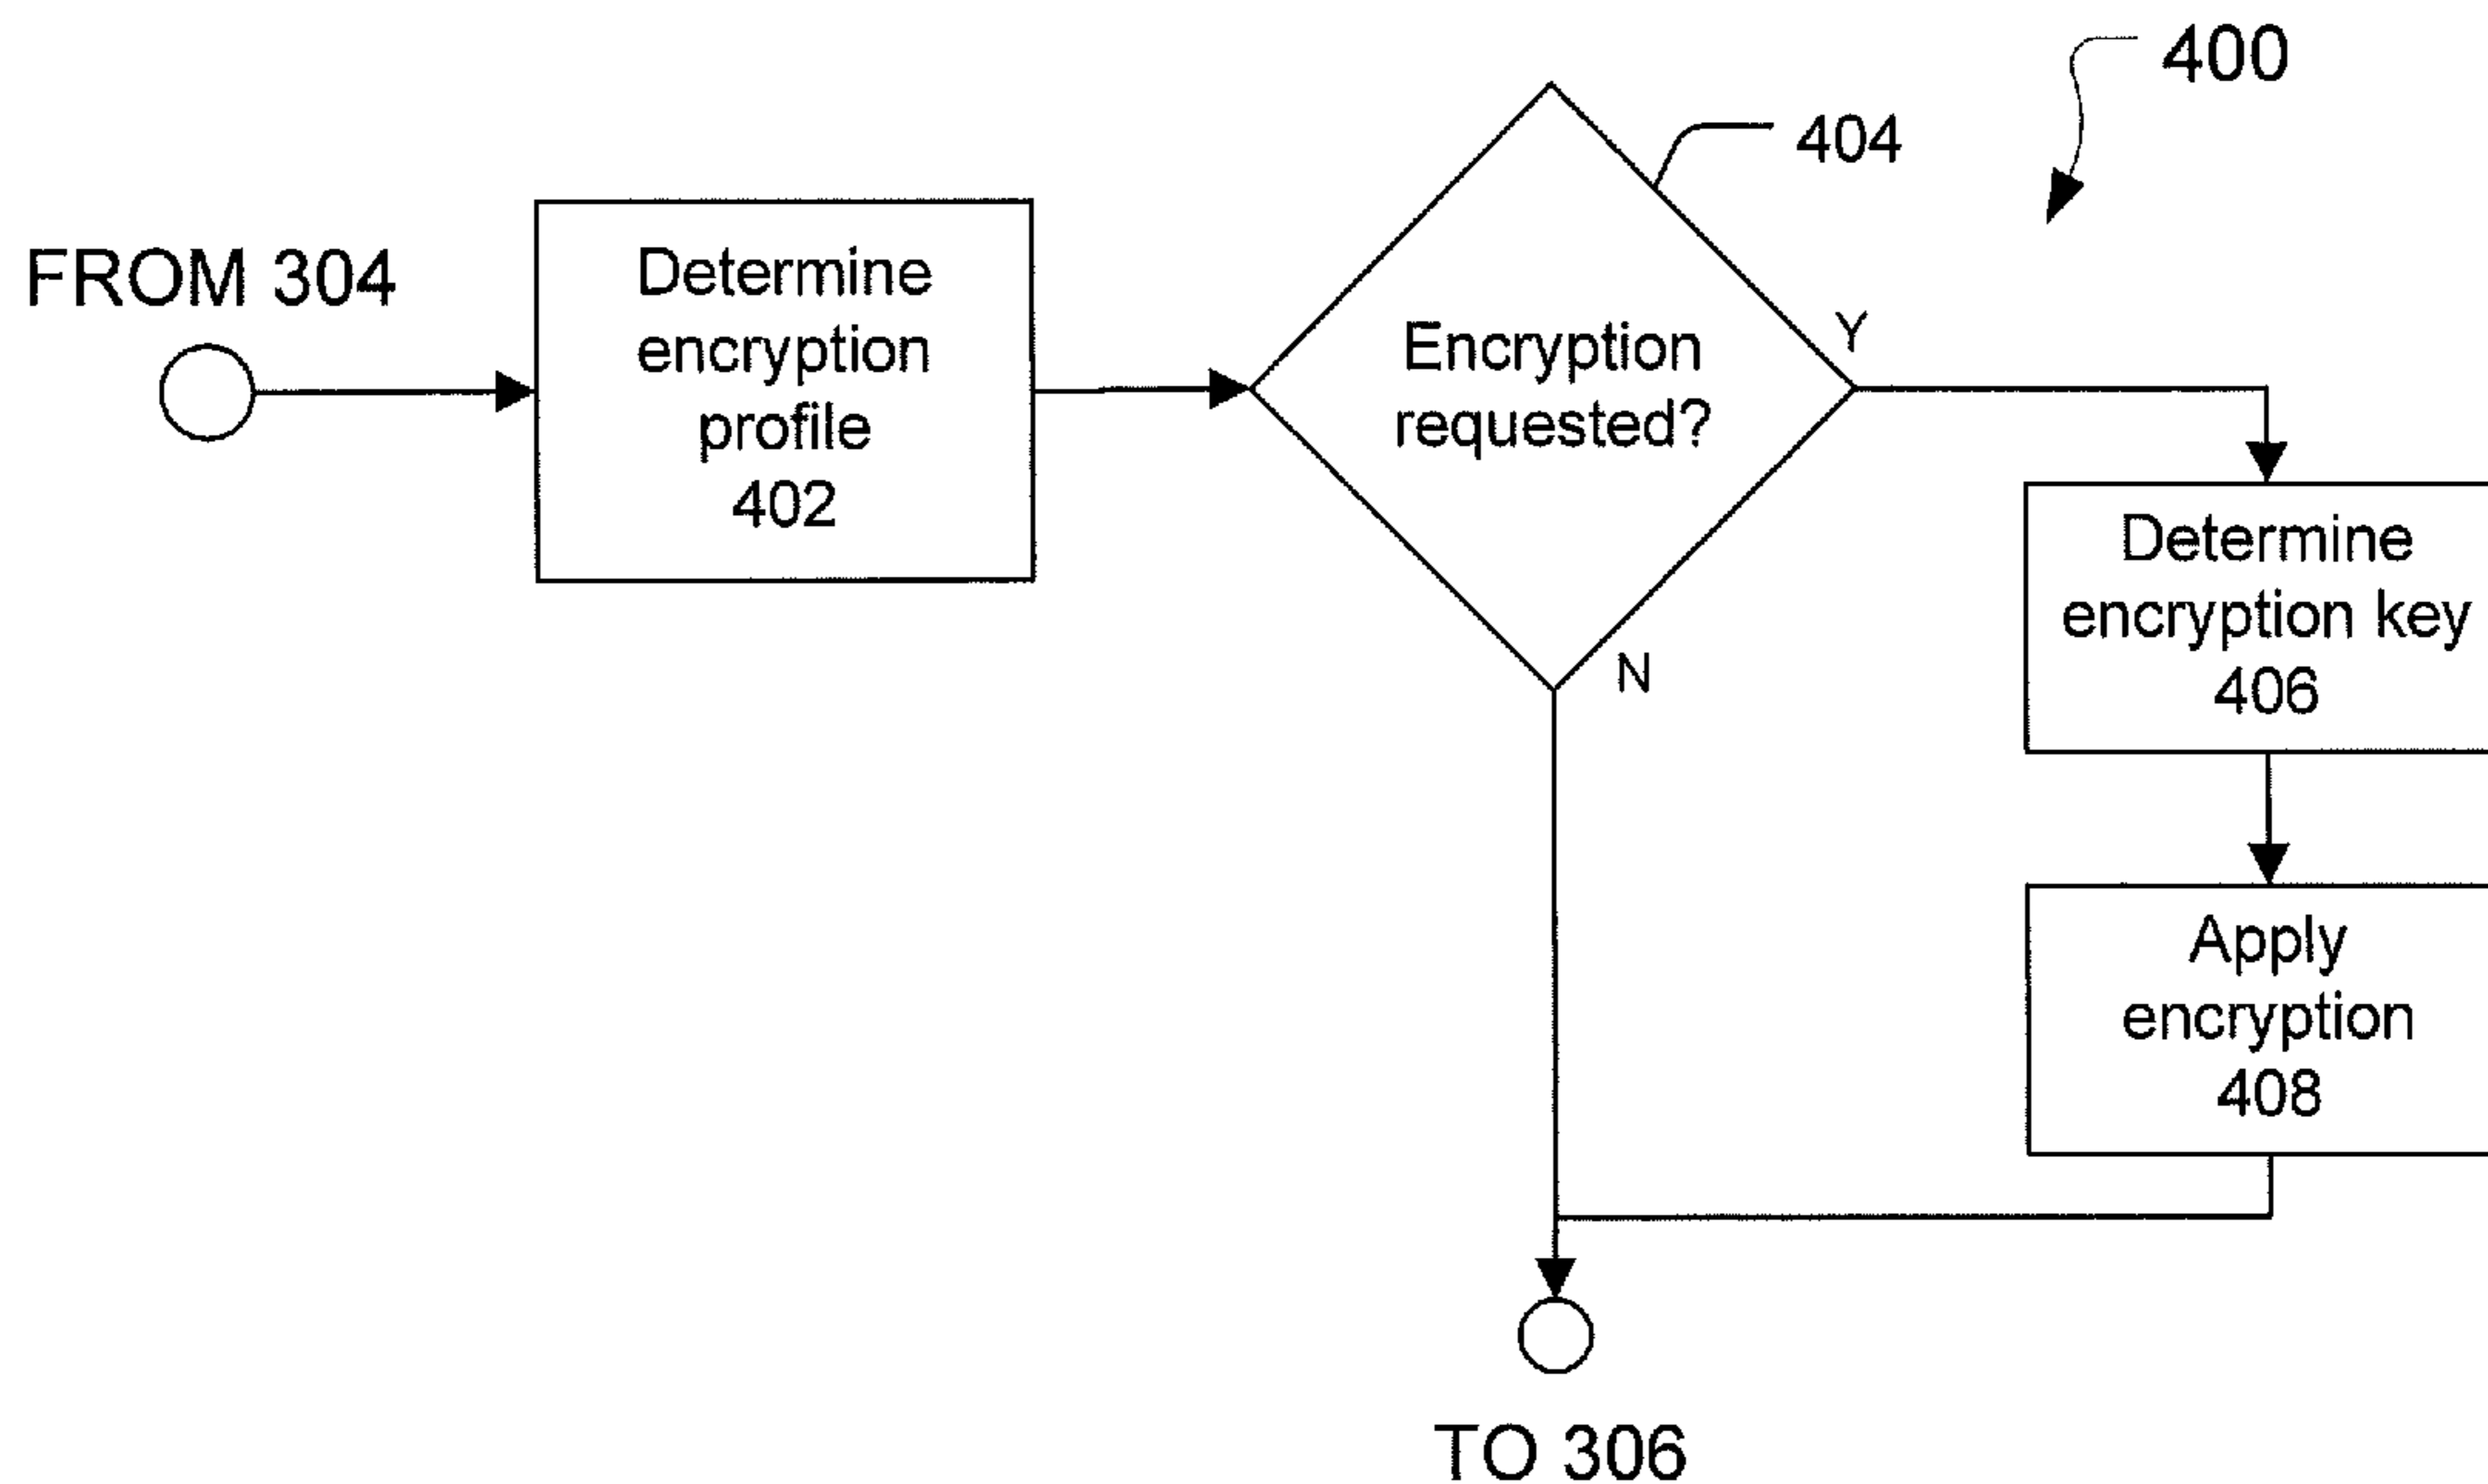 400
404
FROM 304
Determine
encryption
profile
402
Encryption
requested?
Y
N
Determine
encryption key
406
Apply
encryption
408
TO 306